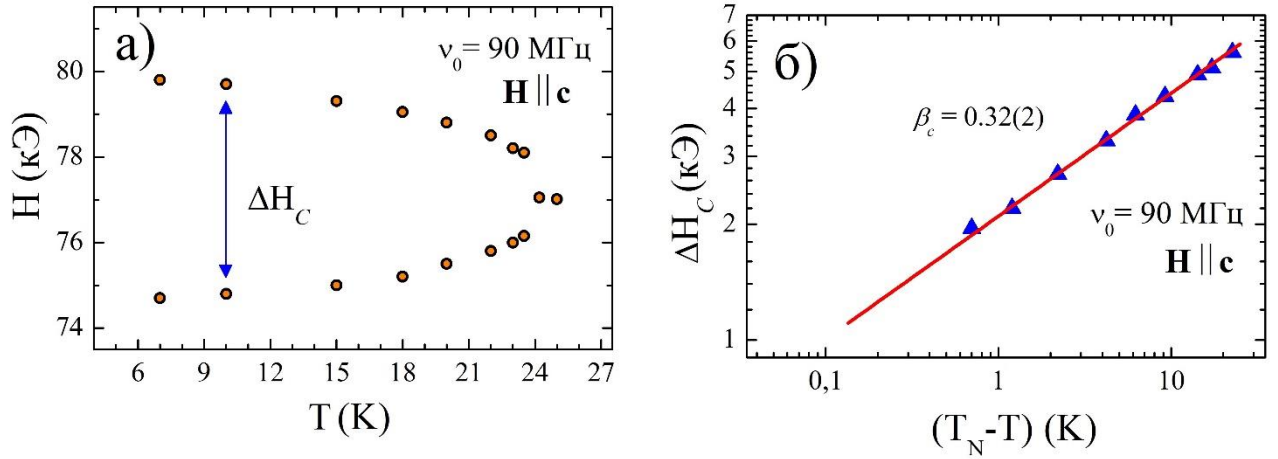 а)
ν₀ = 90 МГц
H || c
ΔH_C
H (кЭ)
80
78
76
74
6 9 12 15 18 21 24 27
T (K)
б)
β_c = 0.32(2)
ν₀ = 90 МГц
H || c
ΔH_C (кЭ)
7
6
5
4
3
2
1
0,1 1 10
(T_N-T) (K)